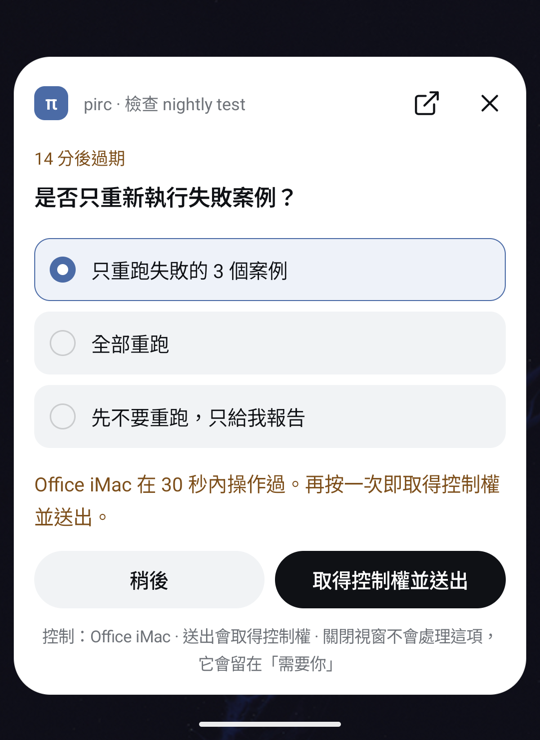 π pirc · 檢查 nightly test
14 分後過期
是否只重新執行失敗案例？
只重跑失敗的 3 個案例
全部重跑
先不要重跑，只給我報告
Office iMac 在 30 秒內操作過。再按一次即取得控制權
並送出。
稍後 取得控制權並送出
控制：Office iMac · 送出會取得控制權 · 關閉視窗不會處理這項，
它會留在「需要你」